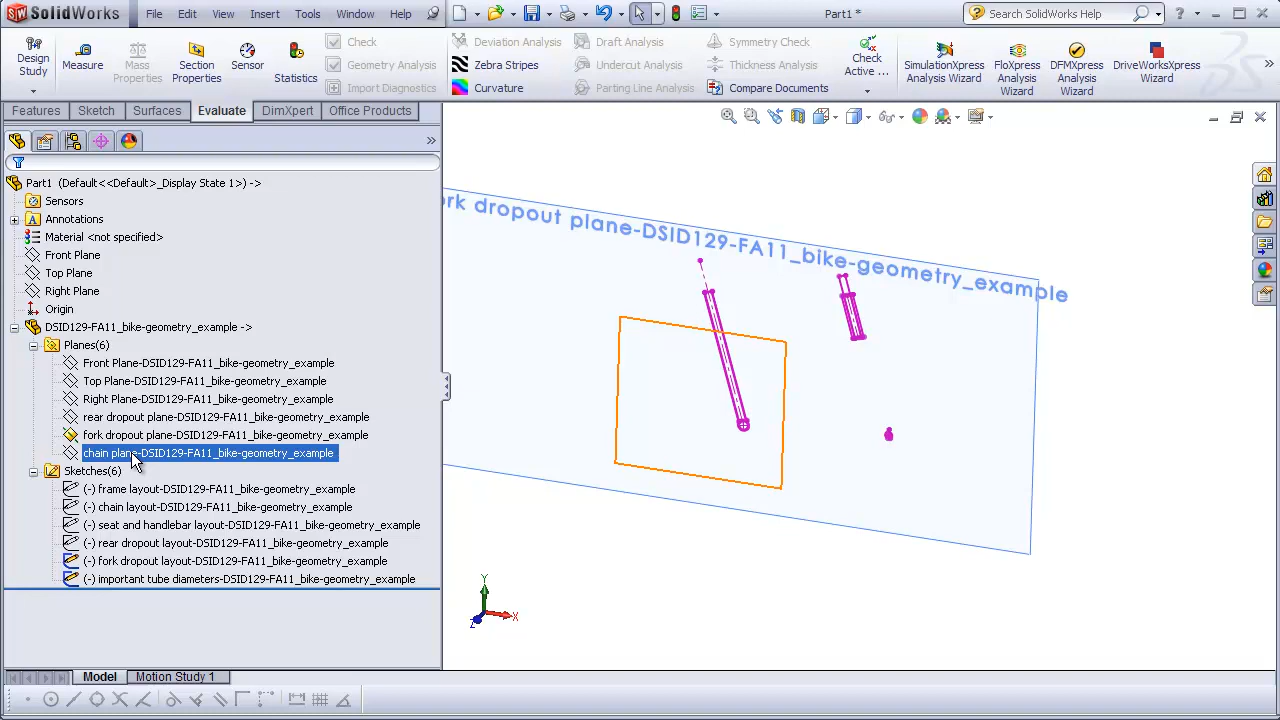 SolidWorks File Edit View Insert Tools Window Help Part1 * Search SolidWorks Help
Design Study
Measure
Mass Properties
Section Properties
Sensor
Statistics
Check
Geometry Analysis
Import Diagnostics
Deviation Analysis
Zebra Stripes
Curvature
Draft Analysis
Undercut Analysis
Parting Line Analysis
Symmetry Check
Thickness Analysis
Compare Documents
Check Active ...
SimulationXpress Analysis Wizard
FloXpress Analysis Wizard
DFMXpress Analysis Wizard
DriveWorksXpress Wizard
Features Sketch Surfaces Evaluate DimXpert Office Products
Part1 (Default<<Default>_Display State 1>) ->
Sensors
Annotations
Material <not specified>
Front Plane
Top Plane
Right Plane
Origin
DSID129-FA11_bike-geometry_example ->
Planes(6)
Front Plane-DSID129-FA11_bike-geometry_example
Top Plane-DSID129-FA11_bike-geometry_example
Right Plane-DSID129-FA11_bike-geometry_example
rear dropout plane-DSID129-FA11_bike-geometry_example
fork dropout plane-DSID129-FA11_bike-geometry_example
chain plane-DSID129-FA11_bike-geometry_example
Sketches(6)
(-) frame layout-DSID129-FA11_bike-geometry_example
(-) chain layout-DSID129-FA11_bike-geometry_example
(-) seat and handlebar layout-DSID129-FA11_bike-geometry_example
(-) rear dropout layout-DSID129-FA11_bike-geometry_example
(-) fork dropout layout-DSID129-FA11_bike-geometry_example
(-) important tube diameters-DSID129-FA11_bike-geometry_example
ork dropout plane-DSID129-FA11_bike-geometry_example
Y
X
Z
Model Motion Study 1